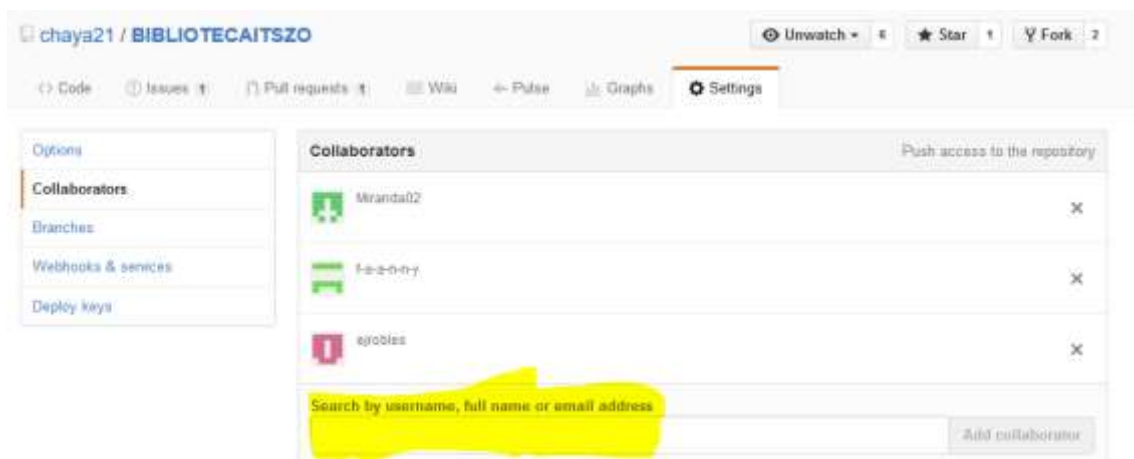 chaya21 / BIBLIOTECAITSZO
Unwatch 6 Star 1 Fork 2
Code Issues 1 Pull requests 1 Wiki Pulse Graphs Settings
Options
Collaborators
Branches
Webhooks & services
Deploy keys
Collaborators Push access to the repository
Miranda02
f-a-a-n-n-y
ejrobles
Search by username, full name or email address
Add collaborator